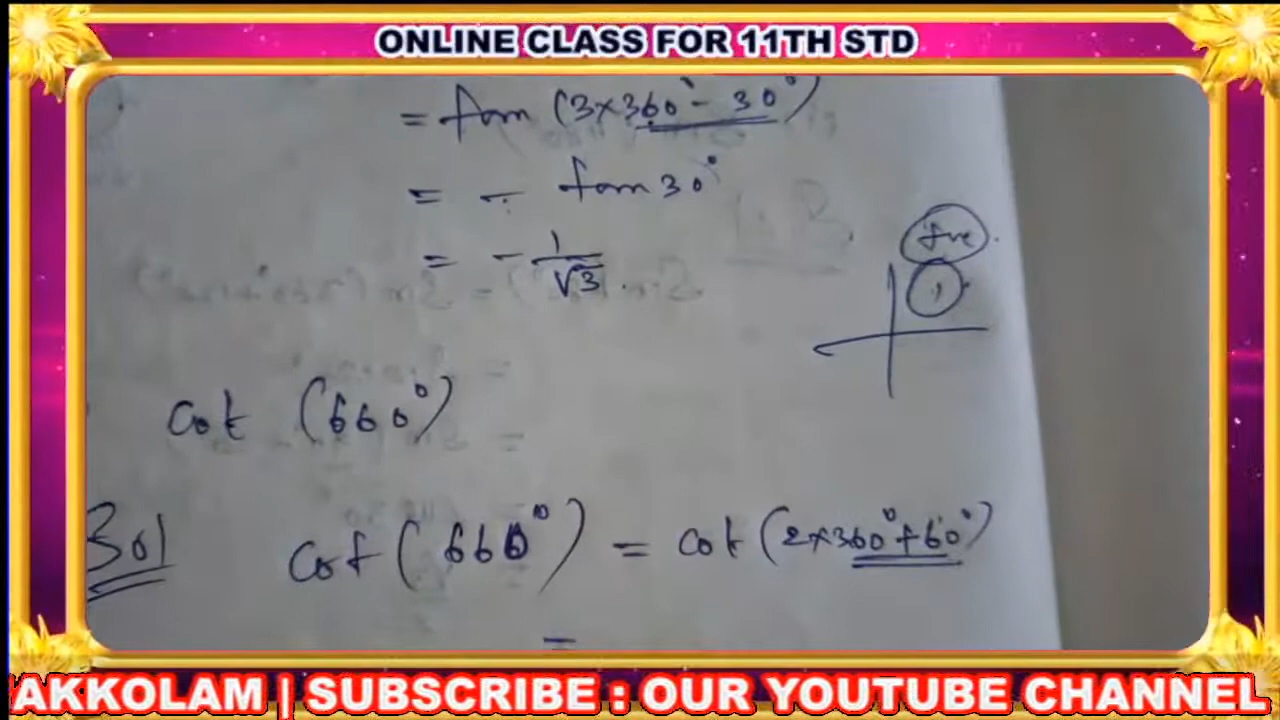 ONLINE CLASS FOR 11TH STD
= tan (3×360° - 30°)
= - tan 30°
= - 1/√3.
+ve
1
cot (660°)
Sol cot (660°) = cot (2×360°+60°)
=
AKKOLAM | SUBSCRIBE : OUR YOUTUBE CHANNEL